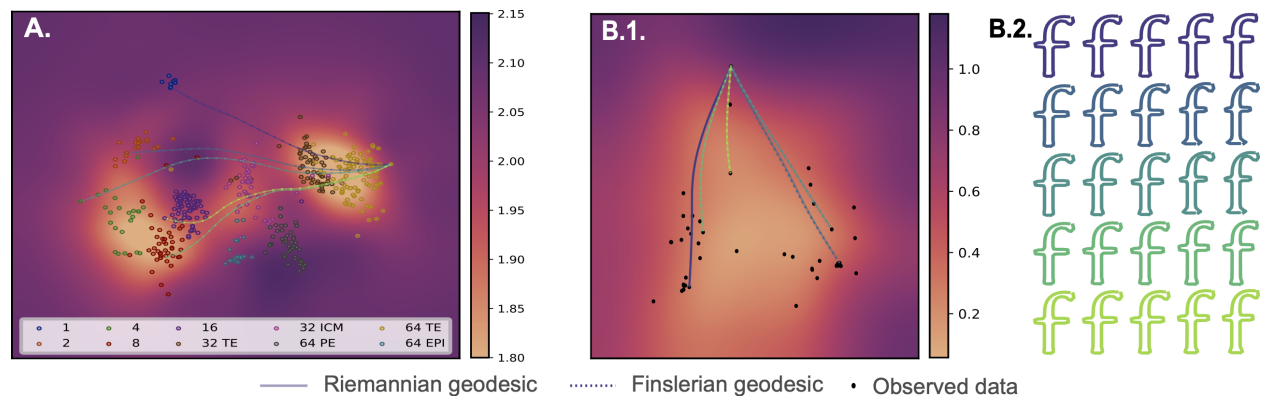 A.
2.15
2.10
2.05
2.00
1.95
1.90
1.85
1.80
1 4 16 32 ICM 64 TE
2 8 32 TE 64 PE 64 EPI
B.1.
1.0
0.8
0.6
0.4
0.2
B.2.
f f f f f
f f f f f
f f f f f
f f f f f
f f f f f
Riemannian geodesic Finslerian geodesic Observed data